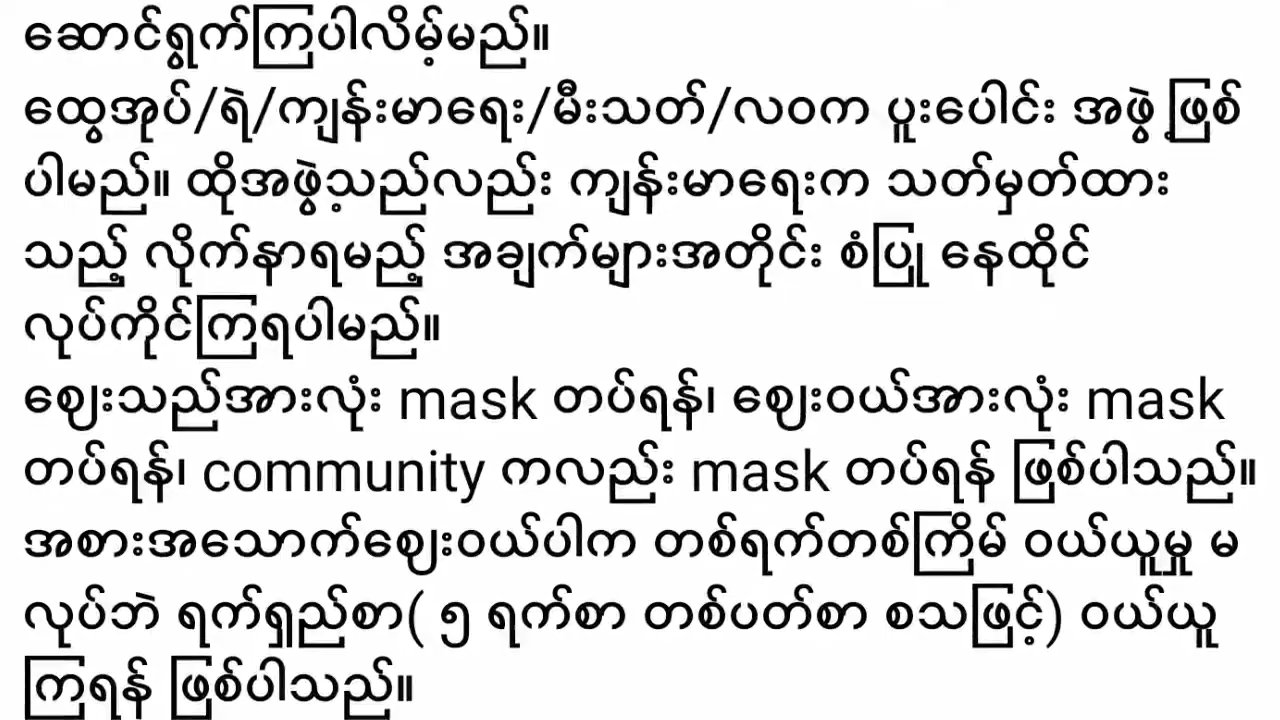 ဆောင်ရွက်ကြပါလိမ့်မည်။
ထွေအုပ်/ရဲ/ကျန်းမာရေး/မီးသတ်/လဝက ပူးပေါင်း အဖွဲ့ ဖြစ်
ပါမည်။ ထိုအဖွဲ့သည်လည်း ကျန်းမာရေးက သတ်မှတ်ထား
သည့် လိုက်နာရမည့် အချက်များအတိုင်း စံပြု နေထိုင်
လုပ်ကိုင်ကြရပါမည်။
ဈေးသည်အားလုံး mask တပ်ရန်၊ ဈေးဝယ်အားလုံး mask
တပ်ရန်၊ community ကလည်း mask တပ်ရန် ဖြစ်ပါသည်။
အစားအသောက်ဈေးဝယ်ပါက တစ်ရက်တစ်ကြိမ် ဝယ်ယူမှု မ
လုပ်ဘဲ ရက်ရှည်စာ( ၅ ရက်စာ တစ်ပတ်စာ စသဖြင့်) ဝယ်ယူ
ကြရန် ဖြစ်ပါသည်။